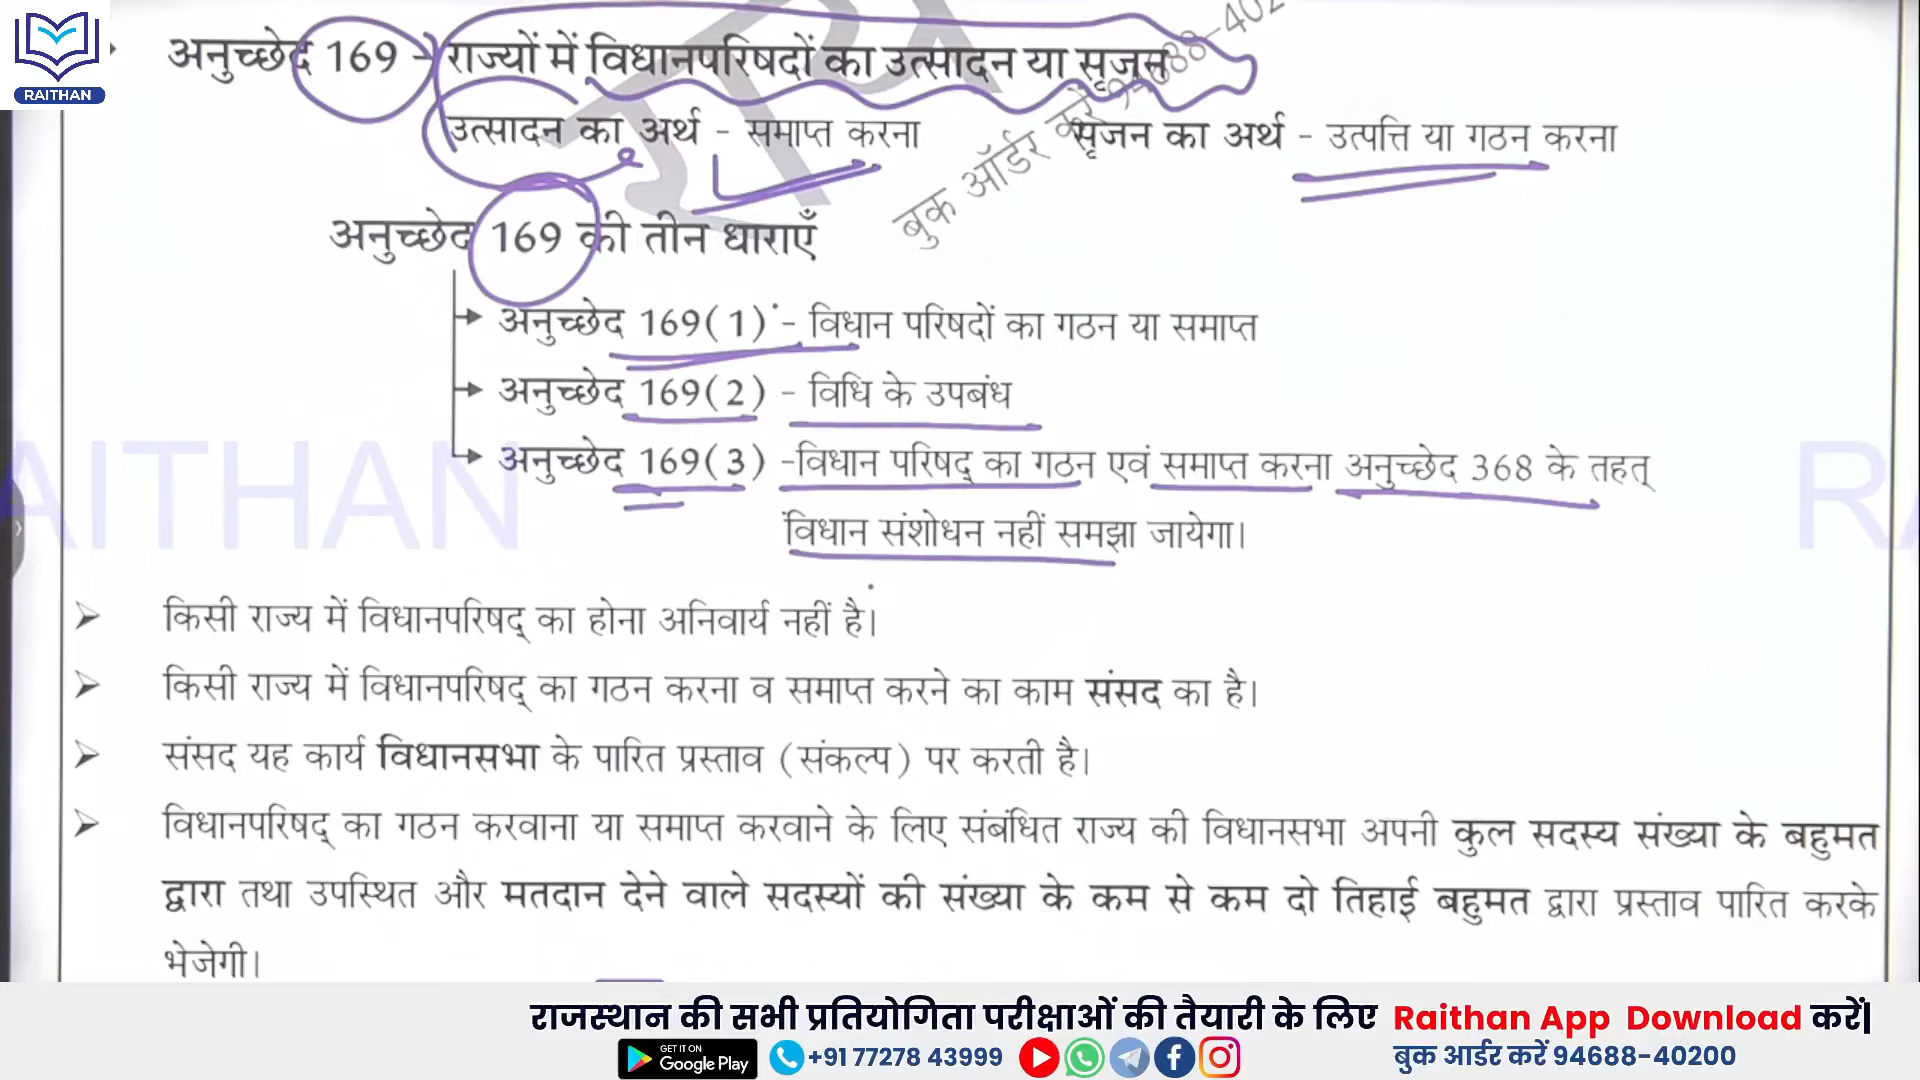 RAITHAN
अनुच्छेद 169 → राज्यों में विधानपरिषदों का उत्सादन या सृजन
उत्सादन का अर्थ - समाप्त करना सृजन का अर्थ - उत्पत्ति या गठन करना
बुक ऑर्डर करें 94688-402
अनुच्छेद 169 की तीन धाराएँ
अनुच्छेद 169(1) - विधान परिषदों का गठन या समाप्त
अनुच्छेद 169(2) - विधि के उपबंध
अनुच्छेद 169(3) -विधान परिषद् का गठन एवं समाप्त करना अनुच्छेद 368 के तहत्
विधान संशोधन नहीं समझा जायेगा।
AITHAN
RA
➢ किसी राज्य में विधानपरिषद् का होना अनिवार्य नहीं है।
➢ किसी राज्य में विधानपरिषद् का गठन करना व समाप्त करने का काम संसद का है।
➢ संसद यह कार्य विधानसभा के पारित प्रस्ताव (संकल्प) पर करती है।
➢ विधानपरिषद् का गठन करवाना या समाप्त करवाने के लिए संबंधित राज्य की विधानसभा अपनी कुल सदस्य संख्या के बहुमत
द्वारा तथा उपस्थित और मतदान देने वाले सदस्यों की संख्या के कम से कम दो तिहाई बहुमत द्वारा प्रस्ताव पारित करके
भेजेगी।
राजस्थान की सभी प्रतियोगिता परीक्षाओं की तैयारी के लिए Raithan App Download करें|
GET IT ON
Google Play
+91 77278 43999
बुक आर्डर करें 94688-40200